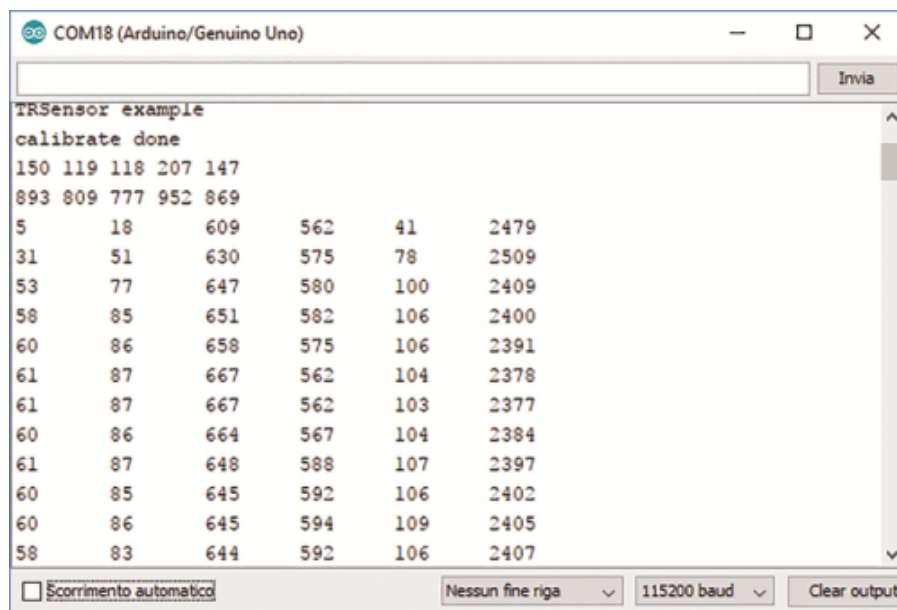 COM18 (Arduino/Genuino Uno)
Invia
TRSensor example
calibrate done
150 119 118 207 147
893 809 777 952 869
5 18 609 562 41 2479
31 51 630 575 78 2509
53 77 647 580 100 2409
58 85 651 582 106 2400
60 86 658 575 106 2391
61 87 667 562 104 2378
61 87 667 562 103 2377
60 86 664 567 104 2384
61 87 648 588 107 2397
60 85 645 592 106 2402
60 86 645 594 109 2405
58 83 644 592 106 2407
Scorrimento automatico Nessun fine riga 115200 baud Clear output